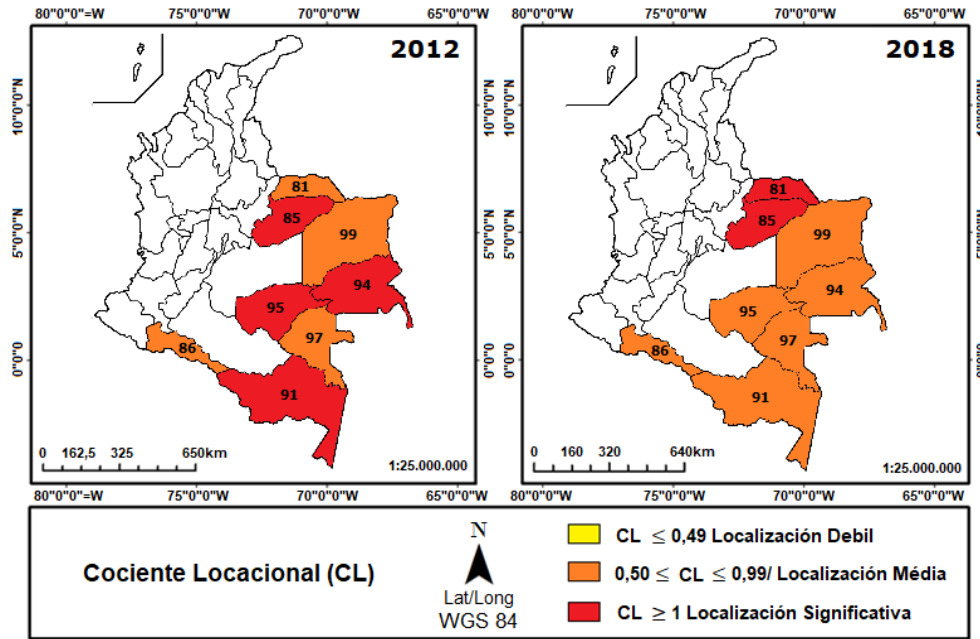 80°0'0"W 75°0'0"W 70°0'0"W 65°0'0"W
2012
10°0'0"N
5°0'0"N
0°0'0"
81
85
99
94
95
97
86
91
0 162,5 325 650km
1:25.000.000
80°0'0"=W 75°0'0"W 70°0'0"W 65°0'0"W
80°0'0"W 75°0'0"W 70°0'0"W 65°0'0"W
2018
10°0'0"N
5°0'0"N
0°0'0"
81
85
99
94
95
97
86
91
0 160 320 640km
1:25.000.000
80°0'0"W 75°0'0"W 70°0'0"W 65°0'0"W
Cociente Locacional (CL)
N
Lat/Long
WGS 84
CL ≤ 0,49 Localización Debil
0,50 ≤ CL ≤ 0,99/ Localización Média
CL ≥ 1 Localización Significativa